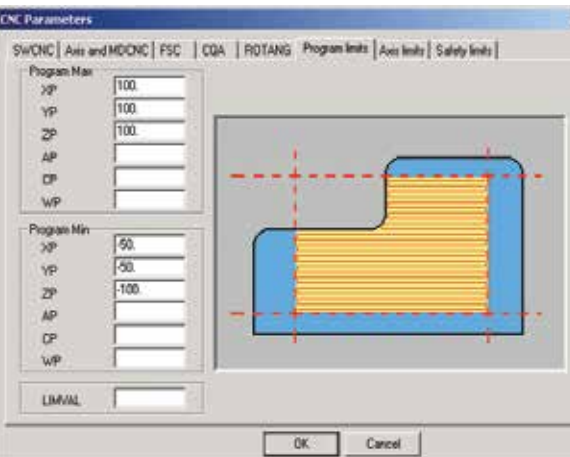 CNC Parameters
SWCNC | Axis and MDCNC | FSC | CQA | ROTANG | Program limits | Axis limits | Safety limits
Program Max
XP 100.
YP 100.
ZP 100.
AP
CP
WP
Program Min
XP -50.
YP -50.
ZP -100.
AP
CP
WP
LIMVAL
OK Cancel